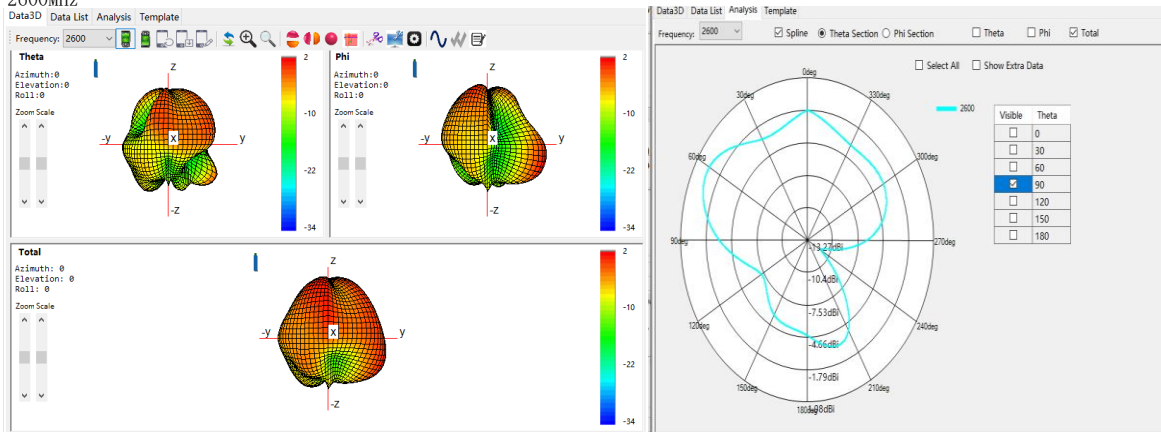 2600MHz
Data3D Data List Analysis Template
Frequency: 2600
Theta
Azimuth:0
Elevation:0
Roll:0
Zoom Scale
Z
-y
X
y
-Z
2
-10
-22
-34
Phi
Azimuth:0
Elevation:0
Roll:0
Zoom Scale
Z
-y
X
y
-Z
2
-10
-22
-34
Total
Azimuth: 0
Elevation: 0
Roll: 0
Zoom Scale
Z
-y
X
y
-Z
2
-10
-22
-34
Data3D Data List Analysis Template
Frequency: 2600 Spline Theta Section Phi Section Theta Phi Total
Select All Show Extra Data
0deg
30deg
330deg
60deg
300deg
90deg
270deg
120deg
240deg
150deg
210deg
180deg
-13.27dBi
-10.4dBi
-7.53dBi
-4.66dBi
-1.79dBi
1.08dBi
2600
Visible Theta
0
30
60
90
120
150
180